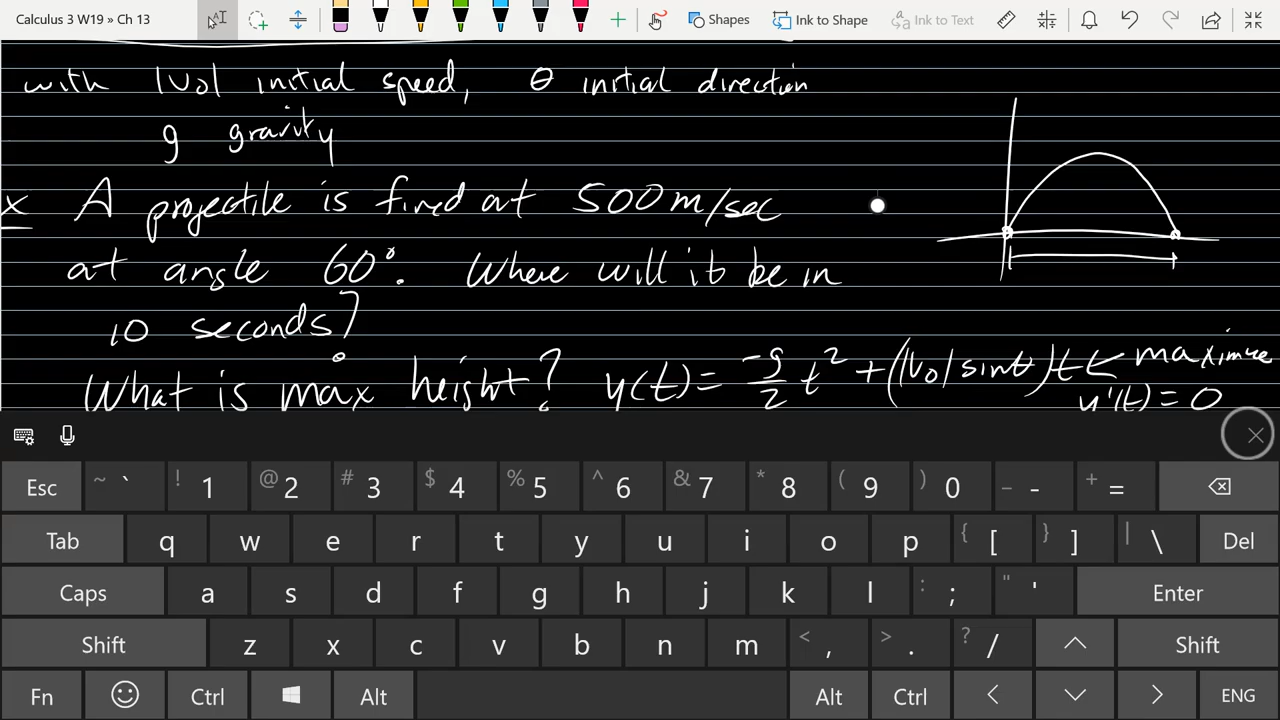 Calculus 3 W19 » Ch 13
Shapes
Ink to Shape
Ink to Text
with |v₀| initial speed, θ initial direction
g gravity
x A projectile is fired at 500 m/sec
at angle 60°. Where will it be in
10 seconds?
What is max height? y(t) = -g/2 t² + (|v₀| sin t)t ← maximize
y'(t) = 0
Esc ~ ` ! 1 @ 2 # 3 $ 4 % 5 ^ 6 & 7 * 8 ( 9 ) 0 _ - + =
Tab q w e r t y u i o p { [ } ] | \ Del
Caps a s d f g h j k l : ; " ' Enter
Shift z x c v b n m < , > . ? / Shift
Fn Ctrl Alt Alt Ctrl ENG